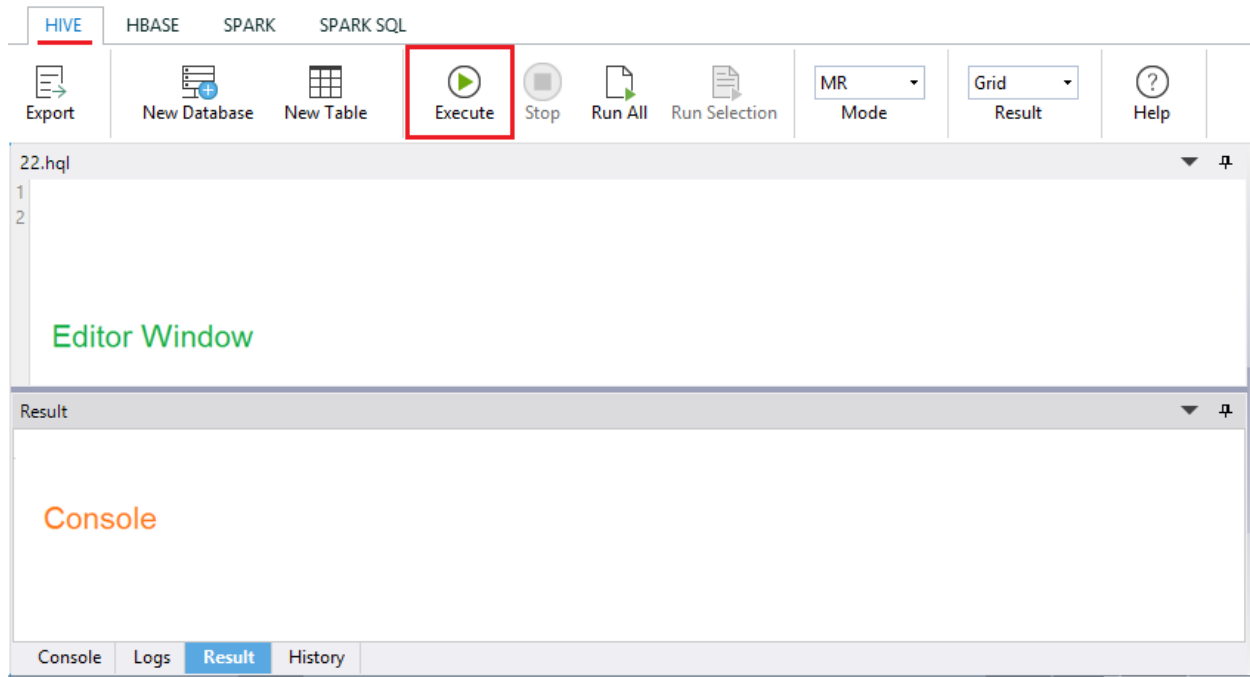 HIVE HBASE SPARK SPARK SQL
Export New Database New Table Execute Stop Run All Run Selection MR Mode Grid Result ? Help
22.hql
1
2
Editor Window
Result
Console
Console Logs Result History